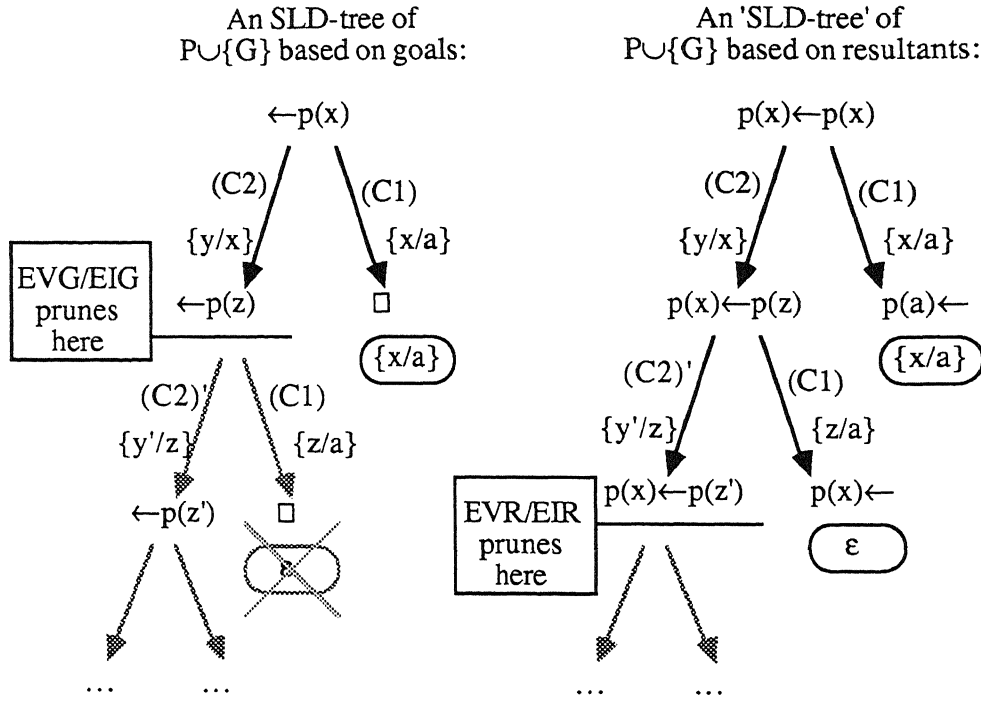 An SLD-tree of
P∪{G} based on goals:
←p(x)
(C2)
(C1)
{y/x}
{x/a}
EVG/EIG
prunes
here
←p(z)
□
{x/a}
(C2)'
(C1)
{y'/z}
{z/a}
←p(z')
□
ε
...
...
An 'SLD-tree' of
P∪{G} based on resultants:
p(x)←p(x)
(C2)
(C1)
{y/x}
{x/a}
p(x)←p(z)
p(a)←
{x/a}
(C2)'
(C1)
{y'/z}
{z/a}
EVR/EIR
prunes
here
p(x)←p(z')
p(x)←
ε
...
...